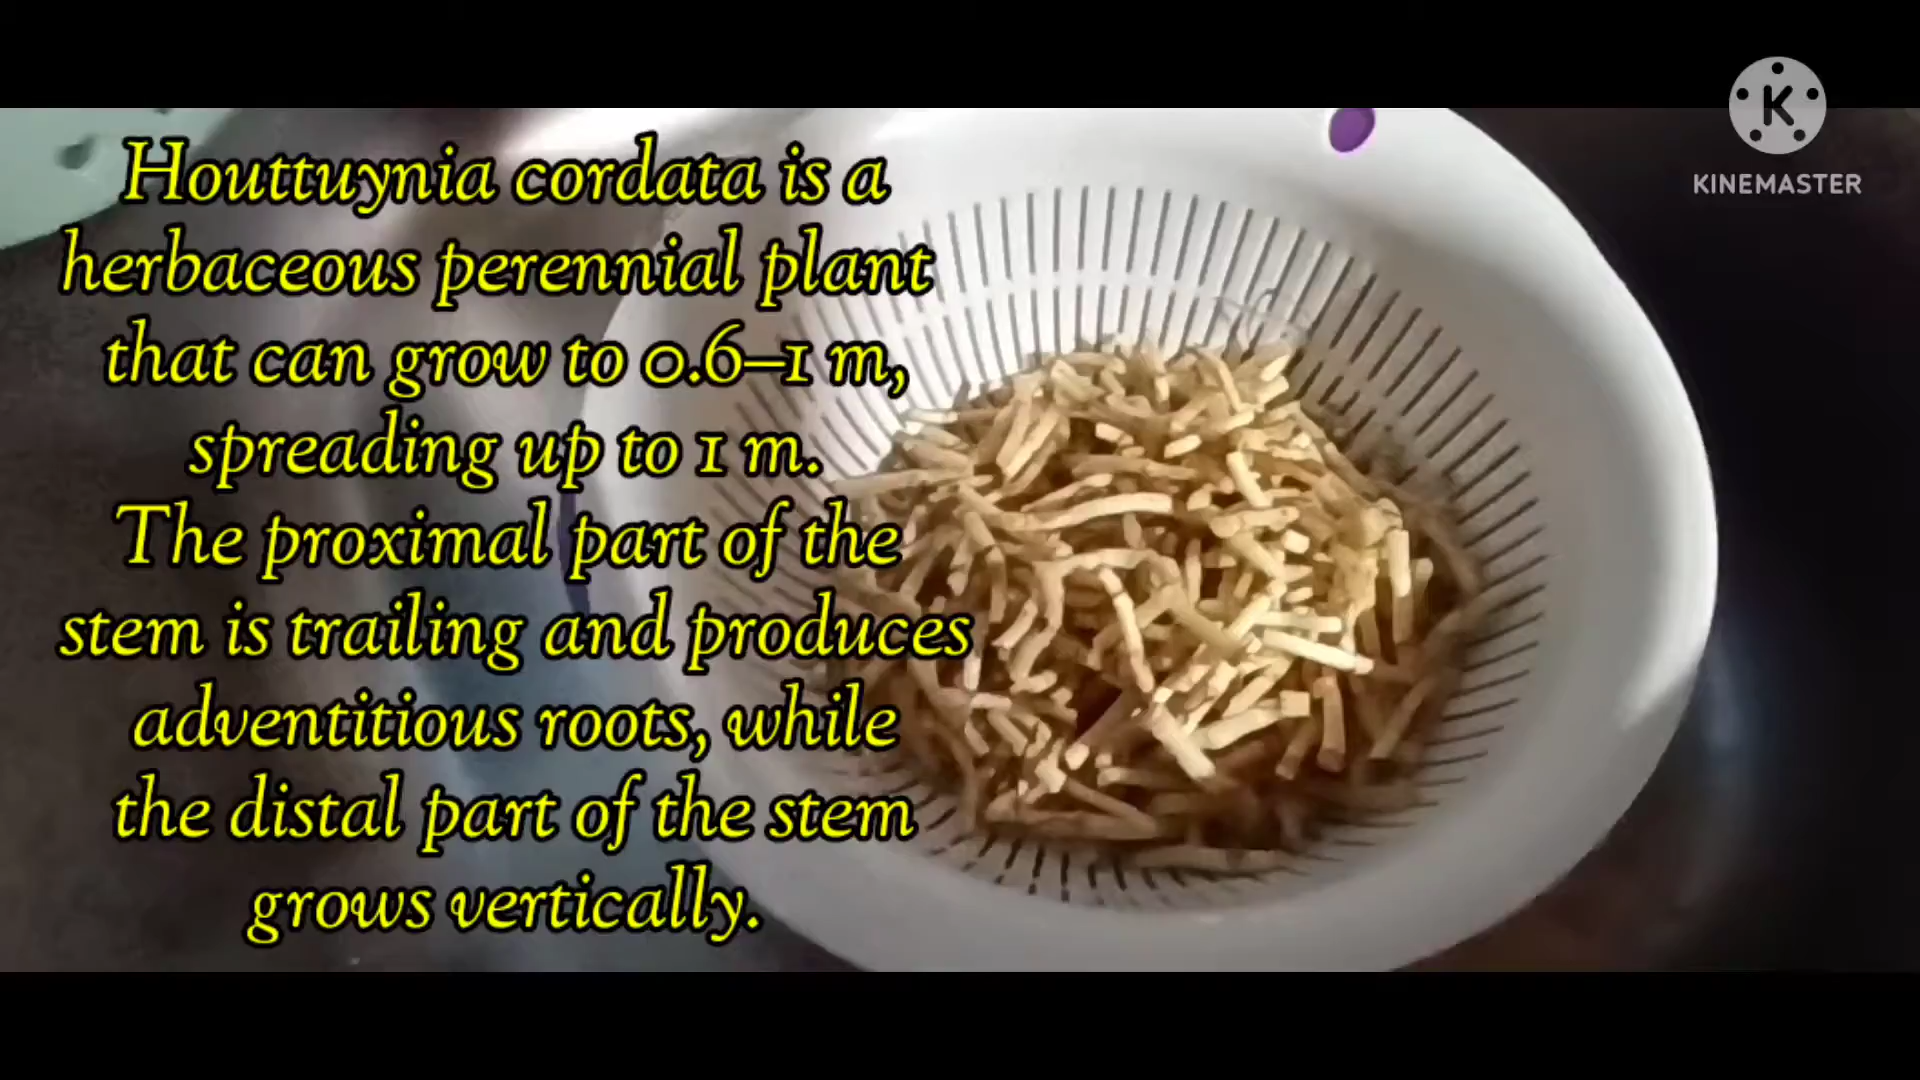 Houttuynia cordata is a
herbaceous perennial plant
that can grow to 0.6–1 m,
spreading up to 1 m.
The proximal part of the
stem is trailing and produces
adventitious roots, while
the distal part of the stem
grows vertically.
K
KINEMASTER